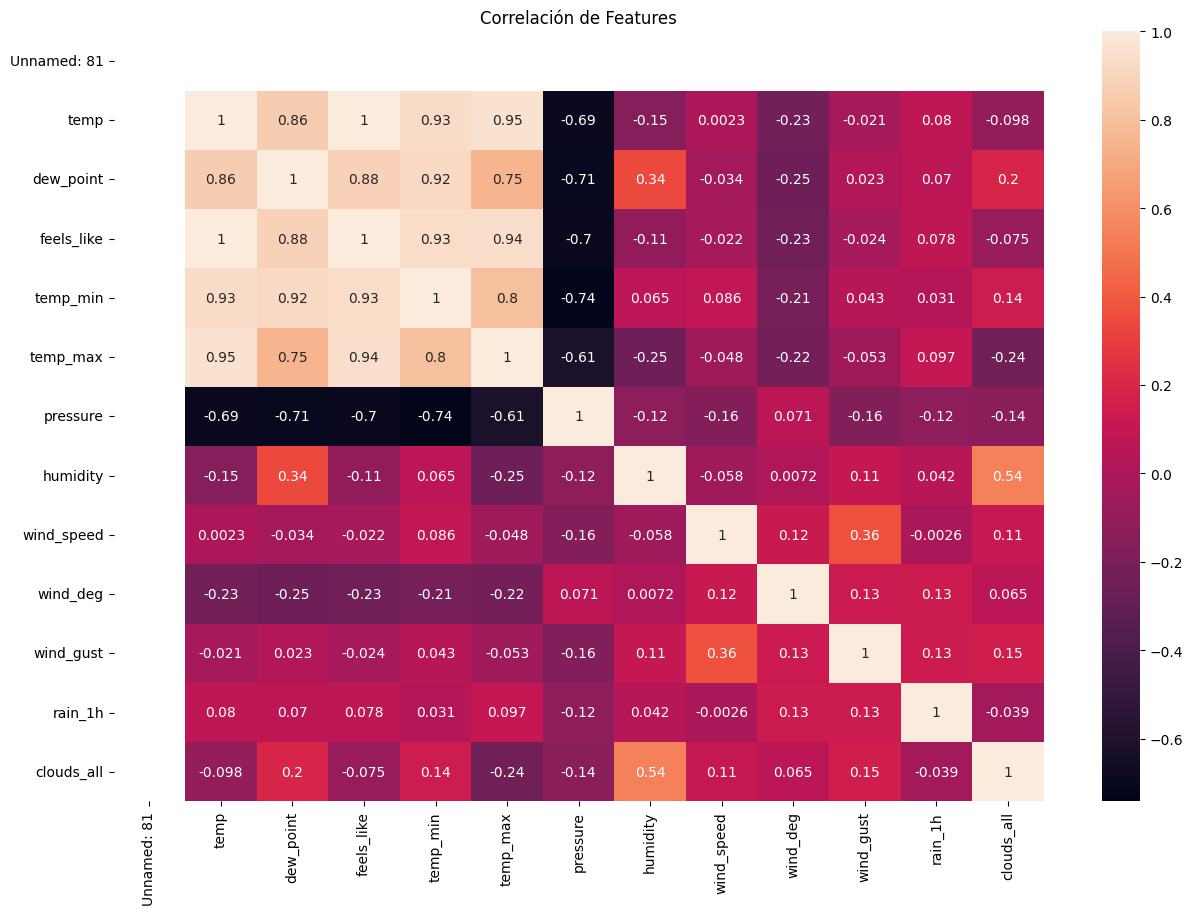 Correlación de Features
Unnamed: 81
temp 1 0.86 1 0.93 0.95 -0.69 -0.15 0.0023 -0.23 -0.021 0.08 -0.098
dew_point 0.86 1 0.88 0.92 0.75 -0.71 0.34 -0.034 -0.25 0.023 0.07 0.2
feels_like 1 0.88 1 0.93 0.94 -0.7 -0.11 -0.022 -0.23 -0.024 0.078 -0.075
temp_min 0.93 0.92 0.93 1 0.8 -0.74 0.065 0.086 -0.21 0.043 0.031 0.14
temp_max 0.95 0.75 0.94 0.8 1 -0.61 -0.25 -0.048 -0.22 -0.053 0.097 -0.24
pressure -0.69 -0.71 -0.7 -0.74 -0.61 1 -0.12 -0.16 0.071 -0.16 -0.12 -0.14
humidity -0.15 0.34 -0.11 0.065 -0.25 -0.12 1 -0.058 0.0072 0.11 0.042 0.54
wind_speed 0.0023 -0.034 -0.022 0.086 -0.048 -0.16 -0.058 1 0.12 0.36 -0.0026 0.11
wind_deg -0.23 -0.25 -0.23 -0.21 -0.22 0.071 0.0072 0.12 1 0.13 0.13 0.065
wind_gust -0.021 0.023 -0.024 0.043 -0.053 -0.16 0.11 0.36 0.13 1 0.13 0.15
rain_1h 0.08 0.07 0.078 0.031 0.097 -0.12 0.042 -0.0026 0.13 0.13 1 -0.039
clouds_all -0.098 0.2 -0.075 0.14 -0.24 -0.14 0.54 0.11 0.065 0.15 -0.039 1
Unnamed: 81
temp
dew_point
feels_like
temp_min
temp_max
pressure
humidity
wind_speed
wind_deg
wind_gust
rain_1h
clouds_all
1.0
0.8
0.6
0.4
0.2
0.0
−0.2
−0.4
−0.6